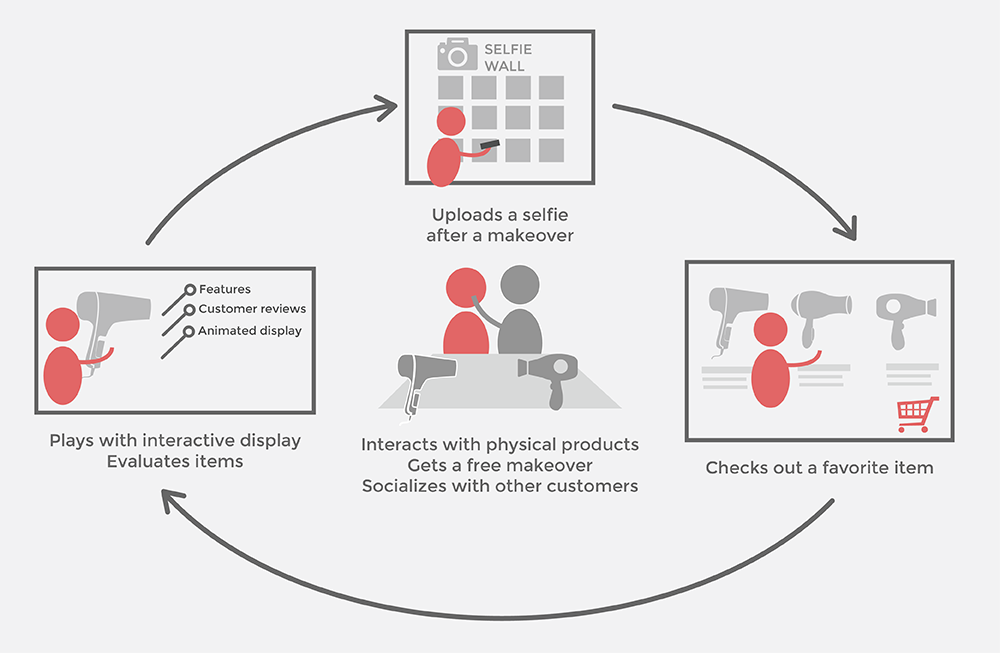 SELFIE
WALL
Uploads a selfie
after a makeover
Features
Customer reviews
Animated display
Plays with interactive display
Evaluates items
Interacts with physical products
Gets a free makeover
Socializes with other customers
Checks out a favorite item